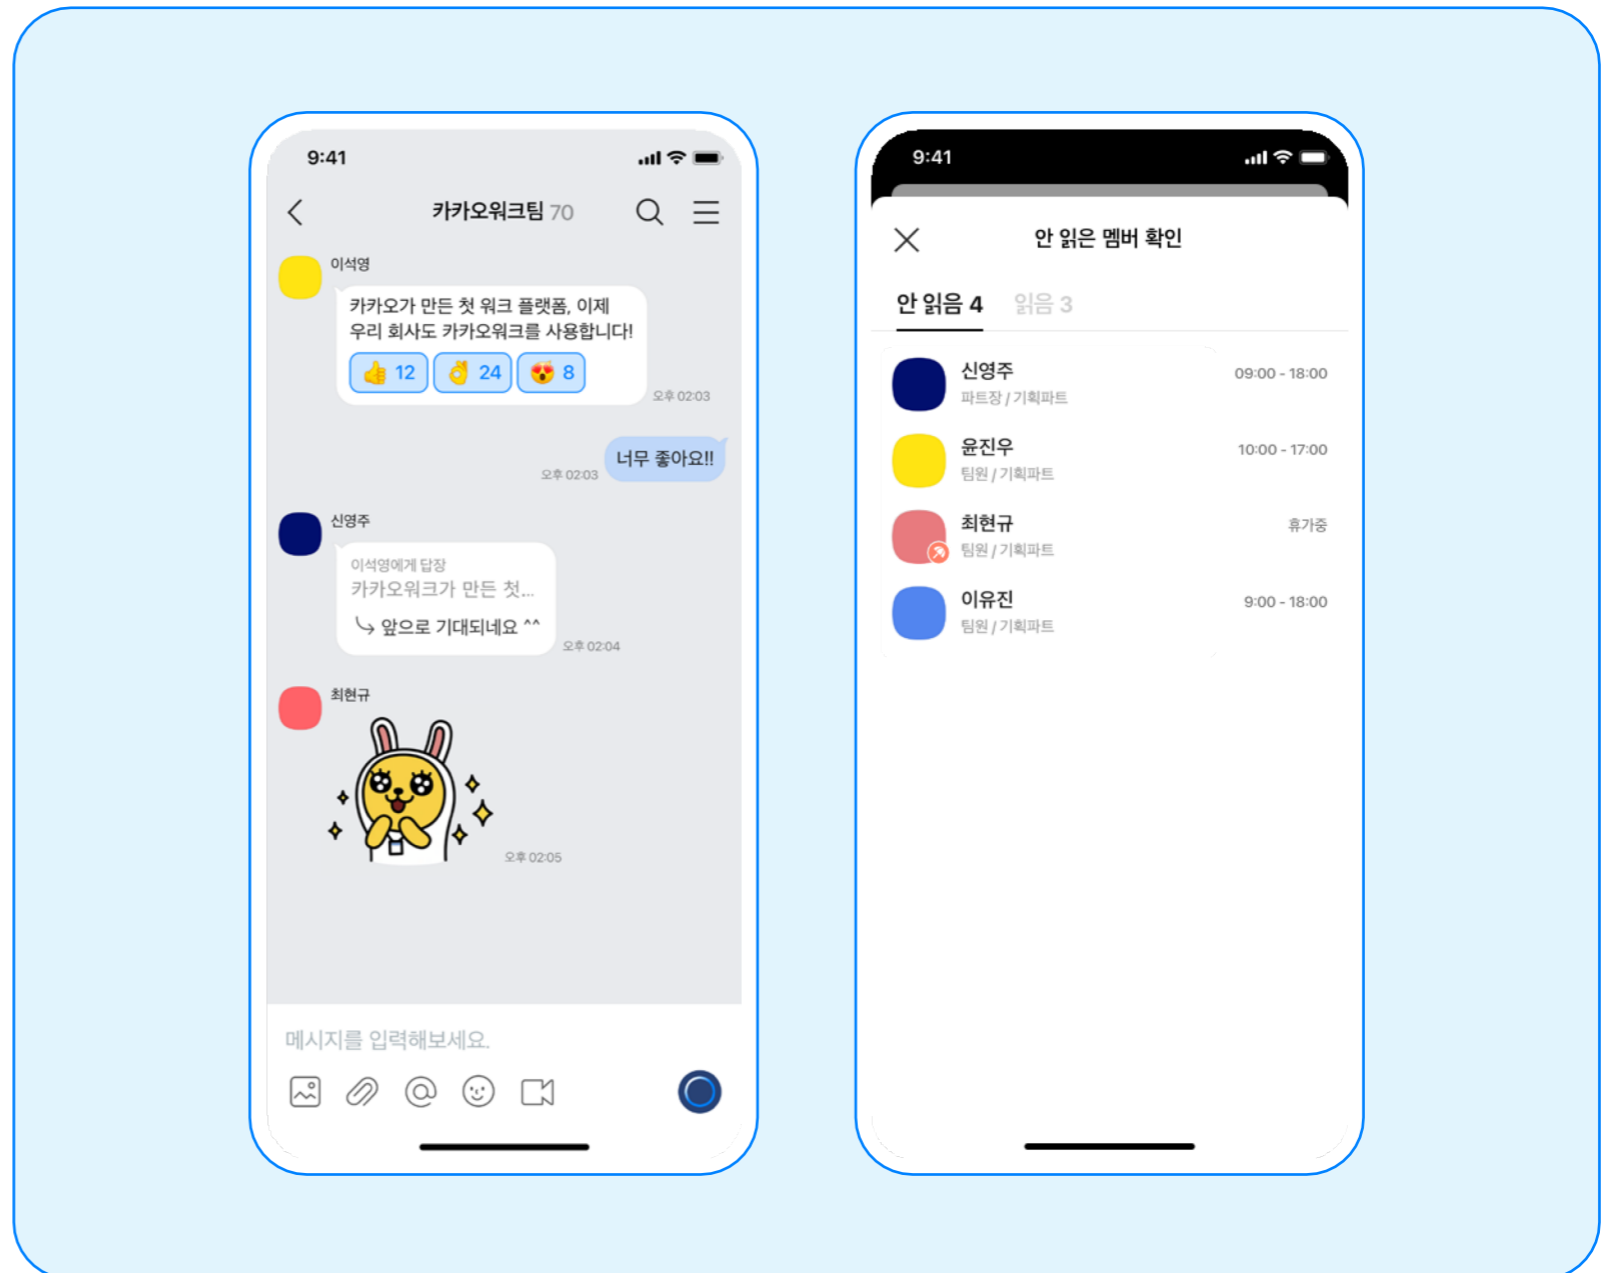 9:41
카카오워크팀 70
이석영
카카오가 만든 첫 워크 플랫폼, 이제
우리 회사도 카카오워크를 사용합니다!
👍 12 👌 24 😍 8
오후 02:03
너무 좋아요!!
오후 02:03
신영주
이석영에게 답장
카카오워크가 만든 첫...
앞으로 기대되네요 ^^
오후 02:04
최현규
오후 02:05
메시지를 입력해보세요.
9:41
안 읽은 멤버 확인
안 읽음 4 읽음 3
신영주
파트장 / 기획파트
09:00 - 18:00
윤진우
팀원 / 기획파트
10:00 - 17:00
최현규
팀원 / 기획파트
휴가중
이유진
팀원 / 기획파트
9:00 - 18:00